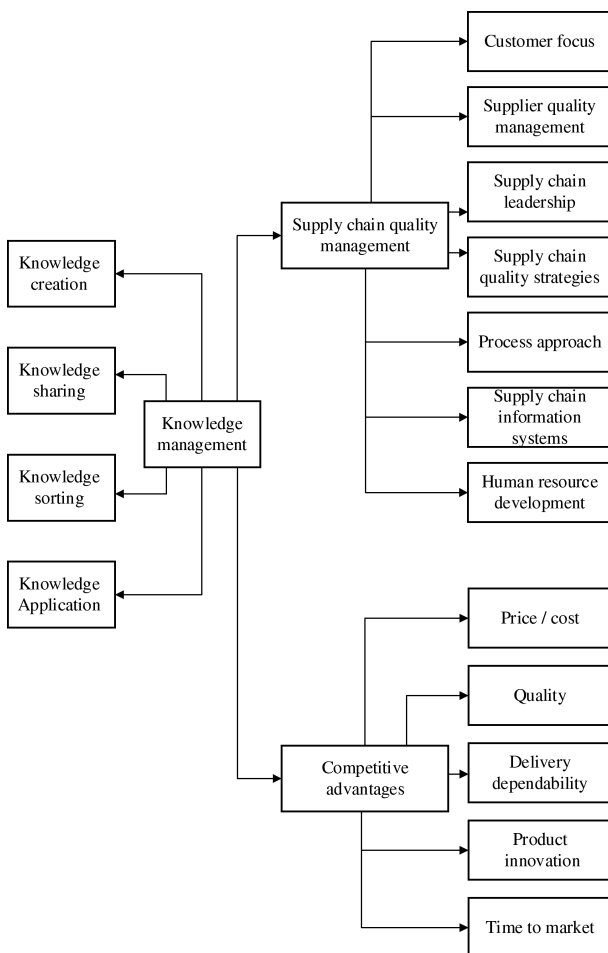 Customer focus
Supplier quality
management
Supply chain
leadership
Supply chain quality
management
Supply chain
quality strategies
Knowledge
creation
Process approach
Knowledge
sharing
Supply chain
information
systems
Knowledge
management
Knowledge
sorting
Human resource
development
Knowledge
Application
Price / cost
Quality
Competitive
advantages
Delivery
dependability
Product
innovation
Time to market